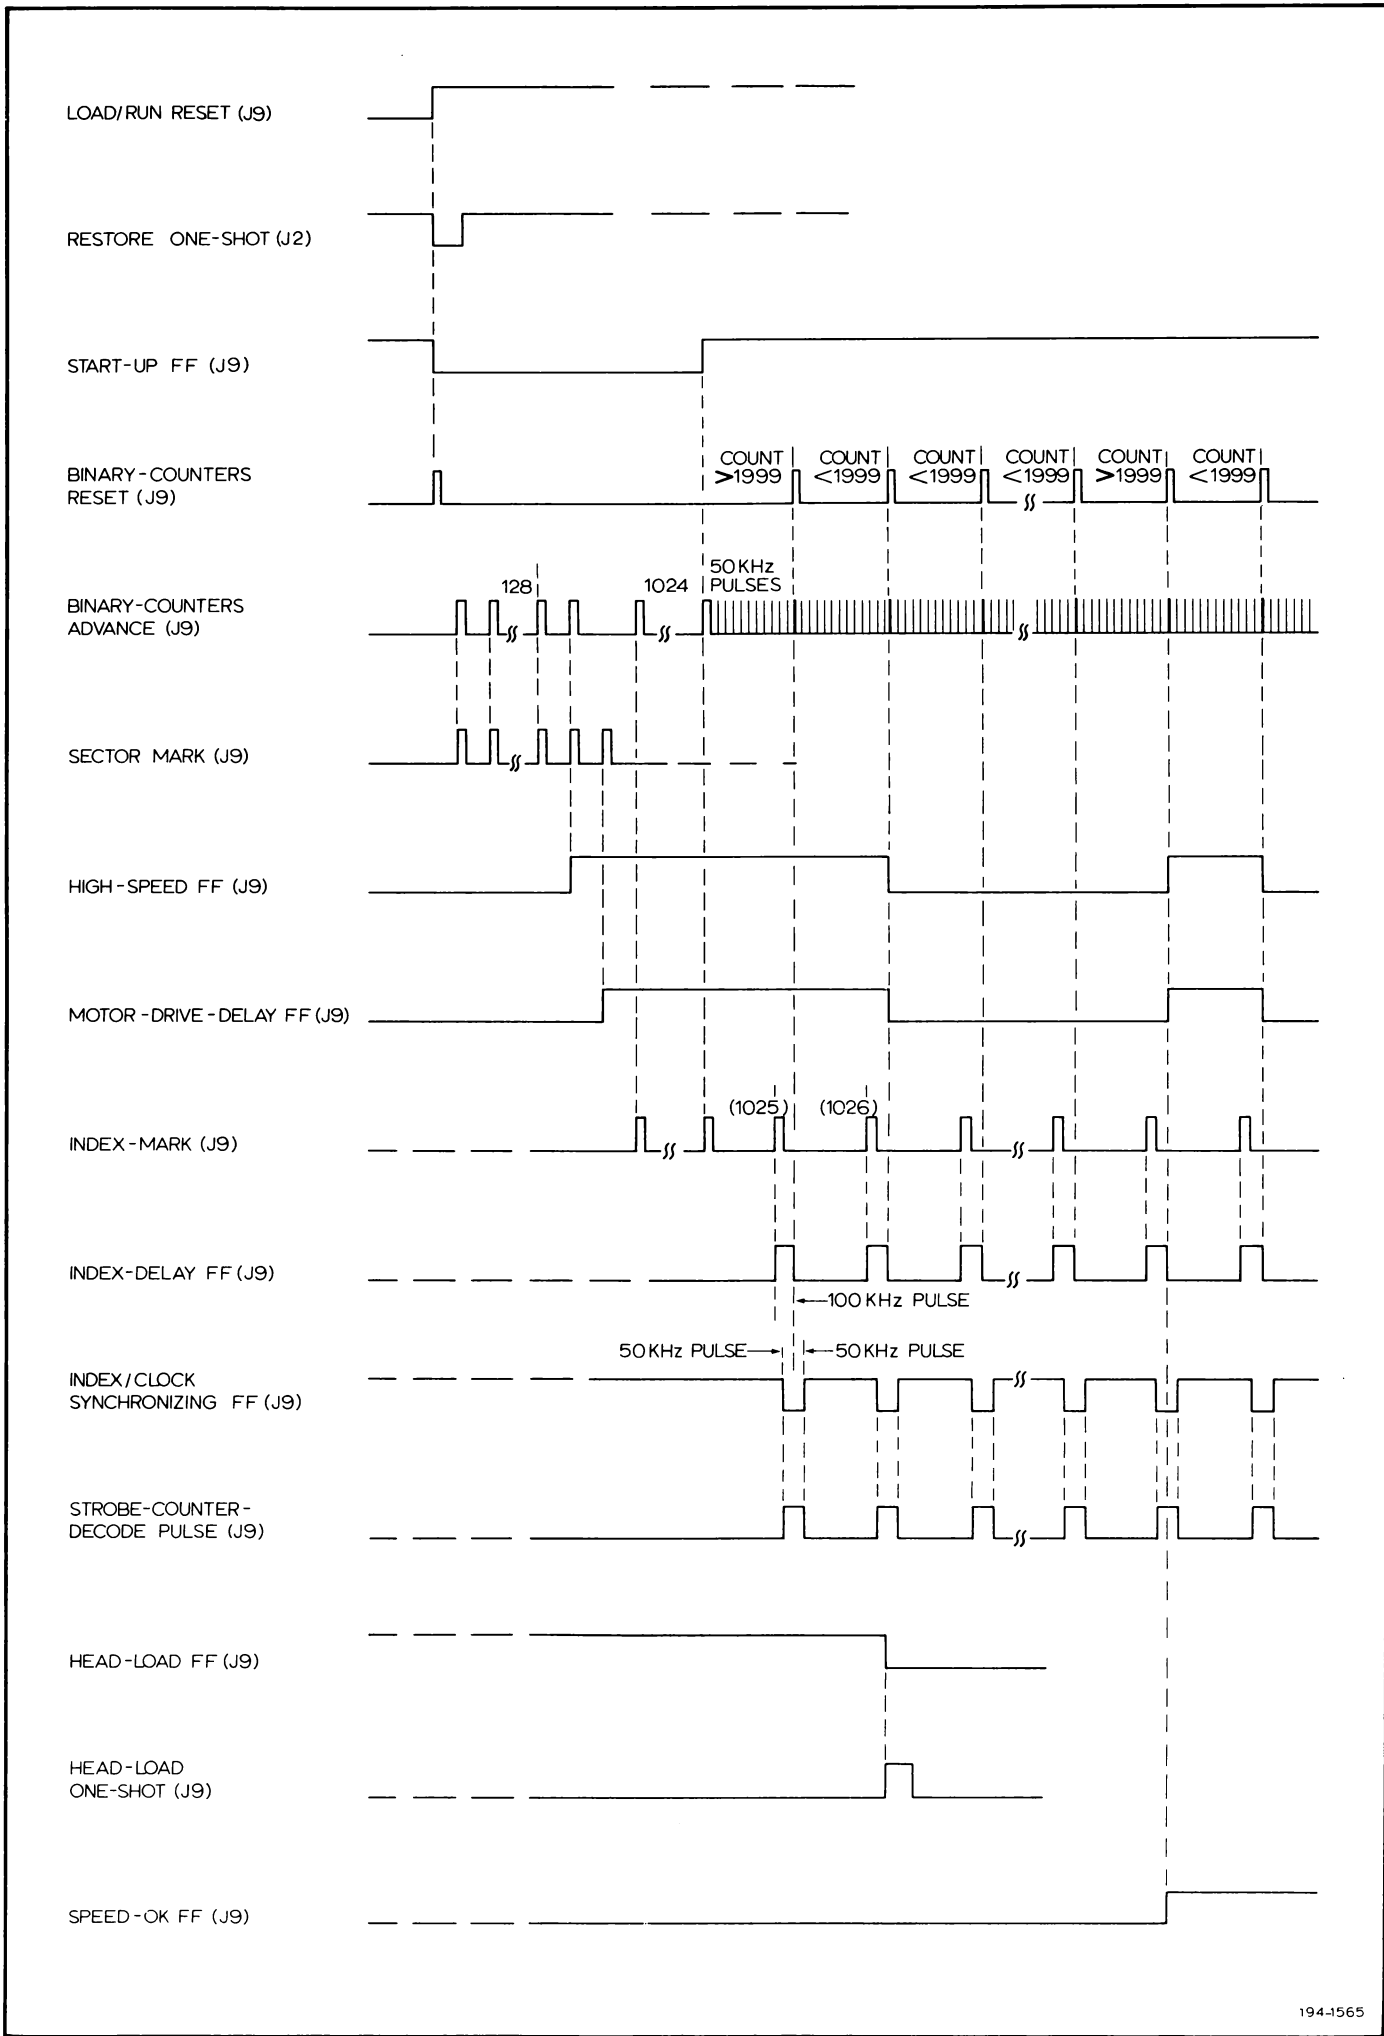 LOAD/RUN RESET (J9)
RESTORE ONE-SHOT (J2)
START-UP FF (J9)
BINARY-COUNTERS
RESET (J9)
COUNT COUNT COUNT COUNT COUNT COUNT
>1999 <1999 <1999 <1999 >1999 <1999
BINARY-COUNTERS
ADVANCE (J9)
128
1024
50KHz
PULSES
SECTOR MARK (J9)
HIGH-SPEED FF (J9)
MOTOR-DRIVE-DELAY FF (J9)
INDEX-MARK (J9)
(1025) (1026)
INDEX-DELAY FF (J9)
100 KHz PULSE
50 KHz PULSE 50 KHz PULSE
INDEX/CLOCK
SYNCHRONIZING FF (J9)
STROBE-COUNTER-
DECODE PULSE (J9)
HEAD-LOAD FF (J9)
HEAD-LOAD
ONE-SHOT (J9)
SPEED-OK FF (J9)
194-1565